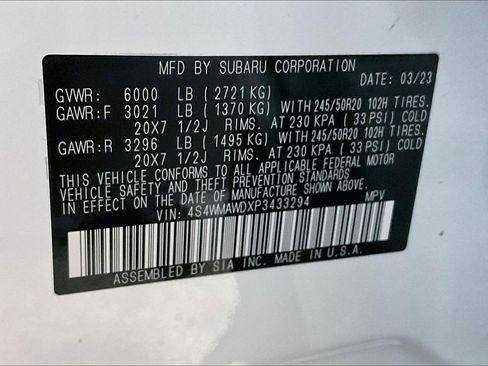 MFD BY SUBARU CORPORATION
DATE: 03/23
GVWR: 6000 LB (2721 KG)
GAWR:F 3021 LB (1370 KG) WITH 245/50R20 102H TIRES.
20X7 1/2J RIMS. AT 230 KPA (33 PSI) COLD
GAWR:R 3296 LB (1495 KG) WITH 245/50R20 102H TIRES.
20X7 1/2J RIMS. AT 230 KPA (33 PSI) COLD
THIS VEHICLE CONFORMS TO ALL APPLICABLE FEDERAL MOTOR
VEHICLE SAFETY AND THEFT PREVENTION STANDARDS IN
EFFECT ON THE DATE OF MANUFACTURE SHOWN ABOVE.
VIN: 4S4WMAWDXP3433294 MPV
ASSEMBLED BY SIA INC. MADE IN U.S.A.